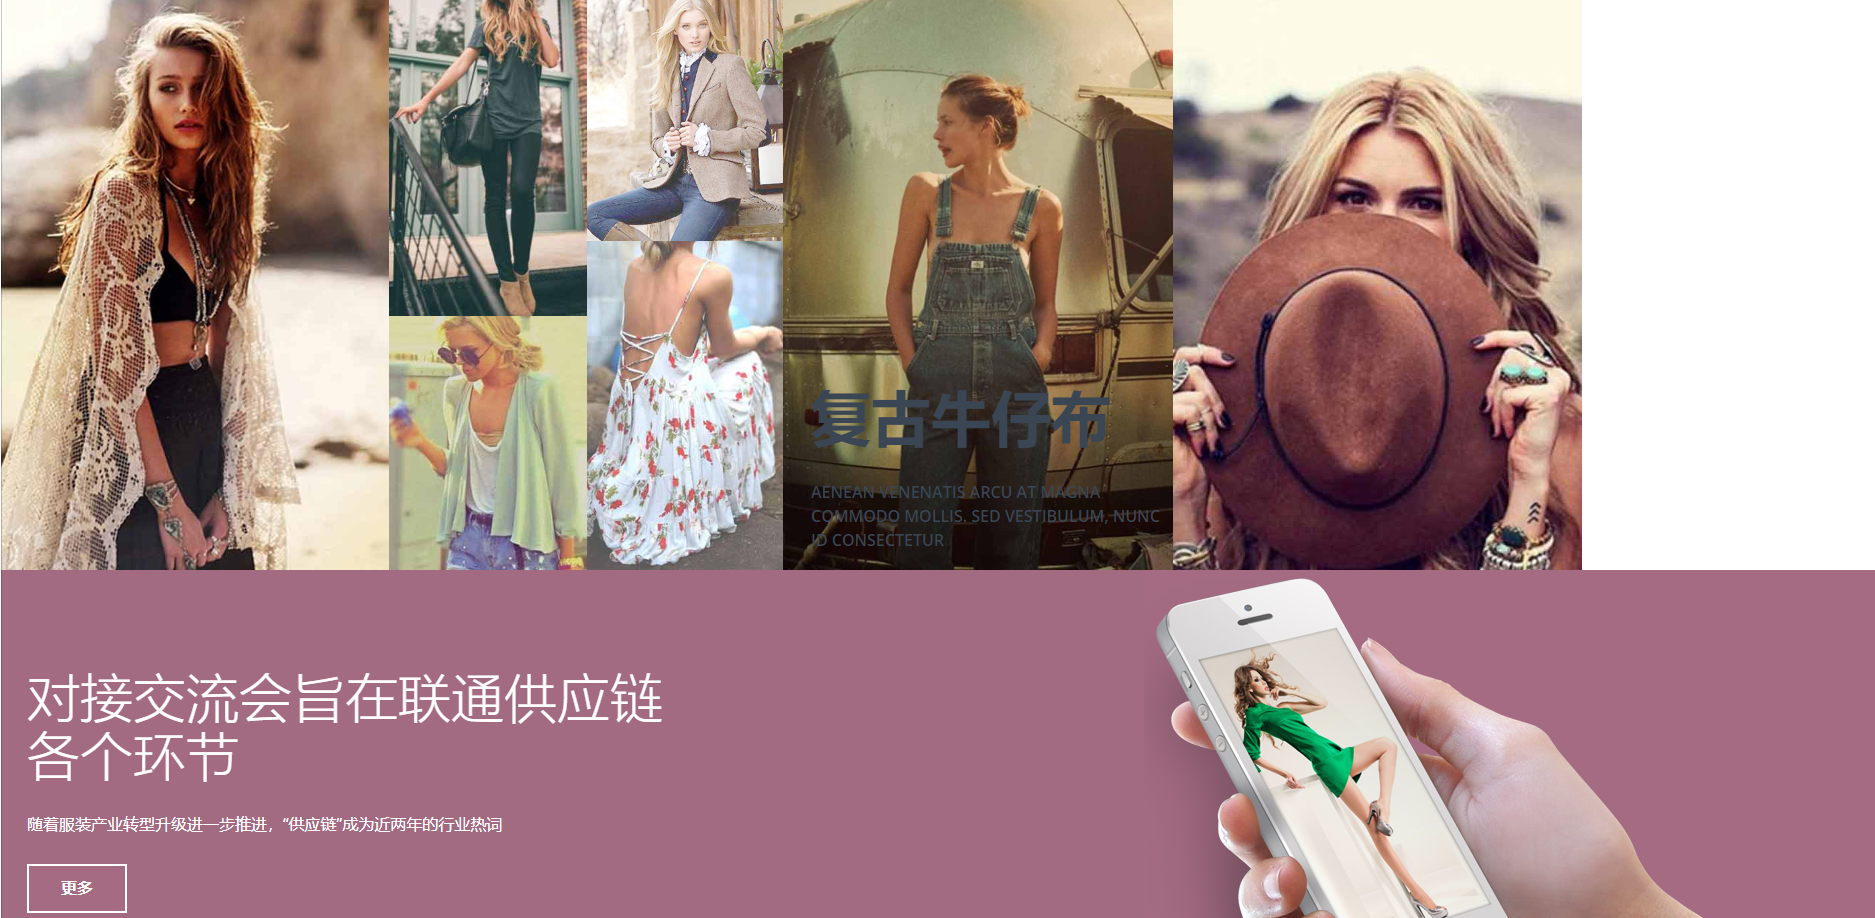 复古牛仔布
AENEAN VENENATIS ARCU AT MAGNA
COMMODO MOLLIS. SED VESTIBULUM, NUNC
ID CONSECTETUR
对接交流会旨在联通供应链
各个环节
随着服装产业转型升级进一步推进，“供应链”成为近两年的行业热词
更多